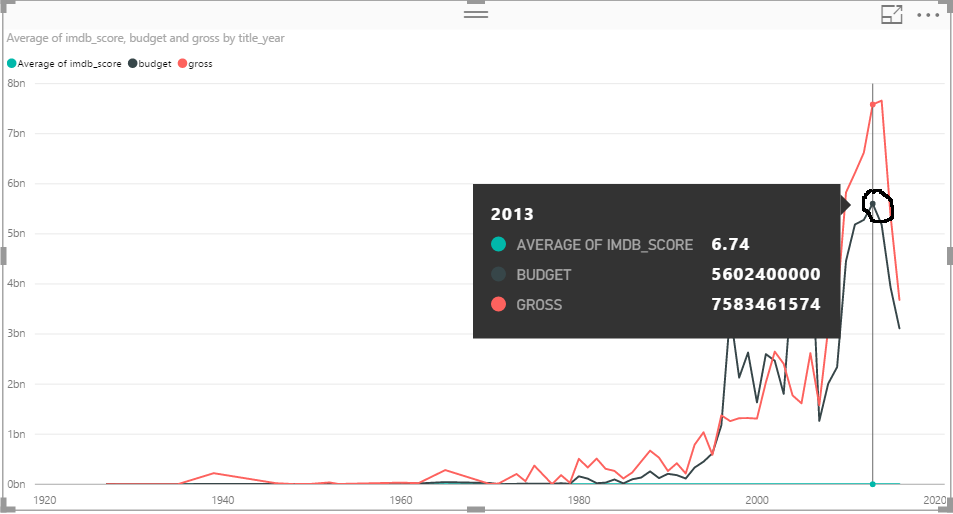 Average of imdb_score, budget and gross by title_year
Average of imdb_score budget gross
8bn
7bn
6bn
5bn
4bn
3bn
2bn
1bn
0bn
2013
AVERAGE OF IMDB_SCORE 6.74
BUDGET 5602400000
GROSS 7583461574
1920 1940 1960 1980 2000 2020